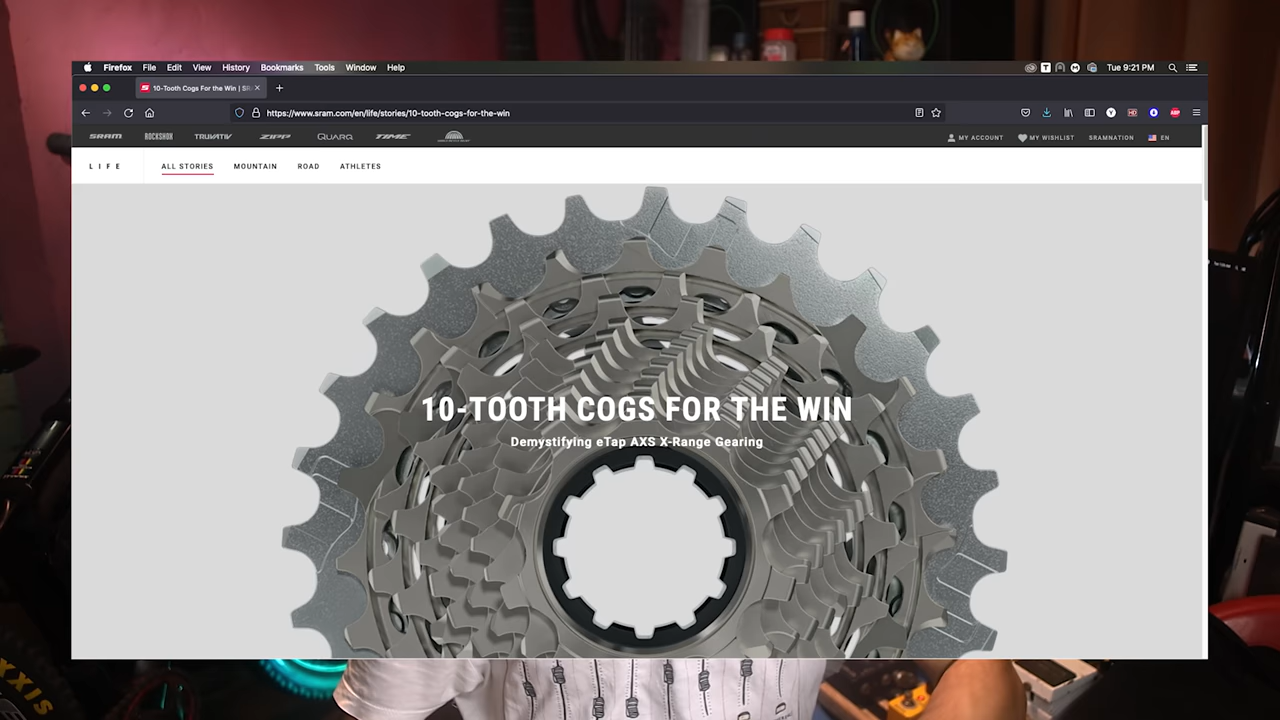 Firefox File Edit View History Bookmarks Tools Window Help
Tue 9:21 PM
10-Tooth Cogs For the Win | SR
https://www.sram.com/en/life/stories/10-tooth-cogs-for-the-win
SRAM ROCKSHOX TRUVATIV ZIPP QUARQ TIME
MY ACCOUNT MY WISHLIST SRAMNATION EN
LIFE ALL STORIES MOUNTAIN ROAD ATHLETES
10-TOOTH COGS FOR THE WIN
Demystifying eTap AXS X-Range Gearing
XXIS